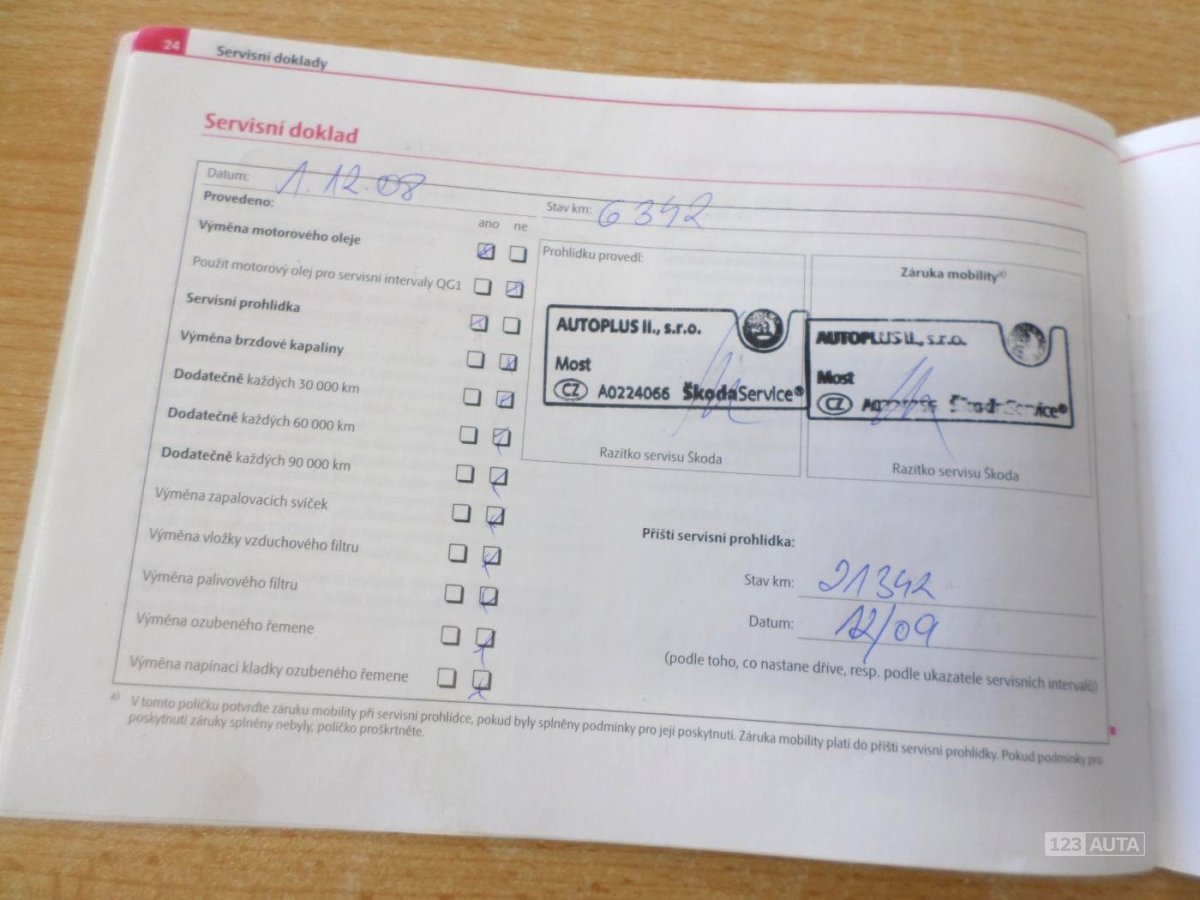 24 Servisní doklady
Servisní doklad
Datum: 1.12.08 Stav km: 6342
Provedeno: ano ne
Výměna motorového oleje
Použit motorový olej pro servisní intervaly QG1
Servisní prohlídka
Výměna brzdové kapaliny
Dodatečně každých 30 000 km
Dodatečně každých 60 000 km
Dodatečně každých 90 000 km
Výměna zapalovacích svíček
Výměna vložky vzduchového filtru
Výměna palivového filtru
Výměna ozubeného řemene
Výměna napínací kladky ozubeného řemene
Prohlídku provedl:
AUTOPLUS II., s.r.o.
Most
CZ A0224066 ŠkodaService®
Razítko servisu Škoda
Záruka mobility a)
AUTOPLUS II., s.r.o.
Most
CZ ŠkodaService®
Razítko servisu Škoda
Příští servisní prohlídka:
Stav km: 21342
Datum: 12/09
(podle toho, co nastane dříve, resp. podle ukazatele servisních intervalů)
a) V tomto políčku potvrďte záruku mobility při servisní prohlídce, pokud byly splněny podmínky pro její poskytnutí. Záruka mobility platí do příští servisní prohlídky. Pokud podmínky pro
poskytnutí záruky splněny nebyly, políčko proškrtněte.
123 AUTA